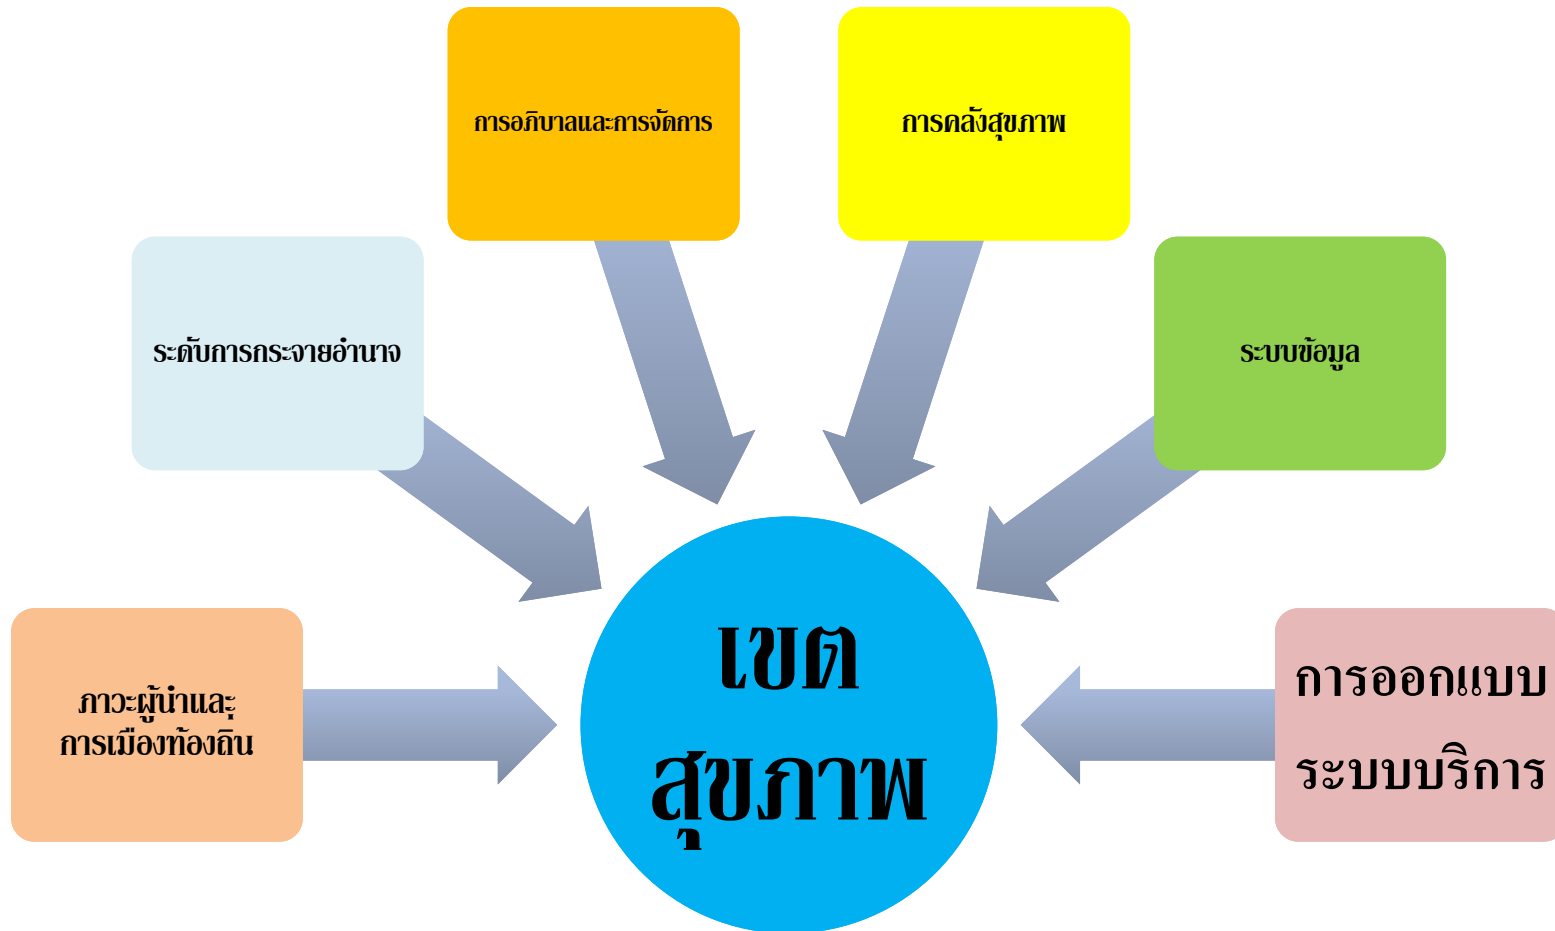 การอภิบาลและการจัดการ
การคลังสุขภาพ
ระดับการกระจายอำนาจ
ระบบข้อมูล
ภาวะผู้นำและ
การเมืองท้องถิ่น
เขต
สุขภาพ
การออกแบบ
ระบบบริการ